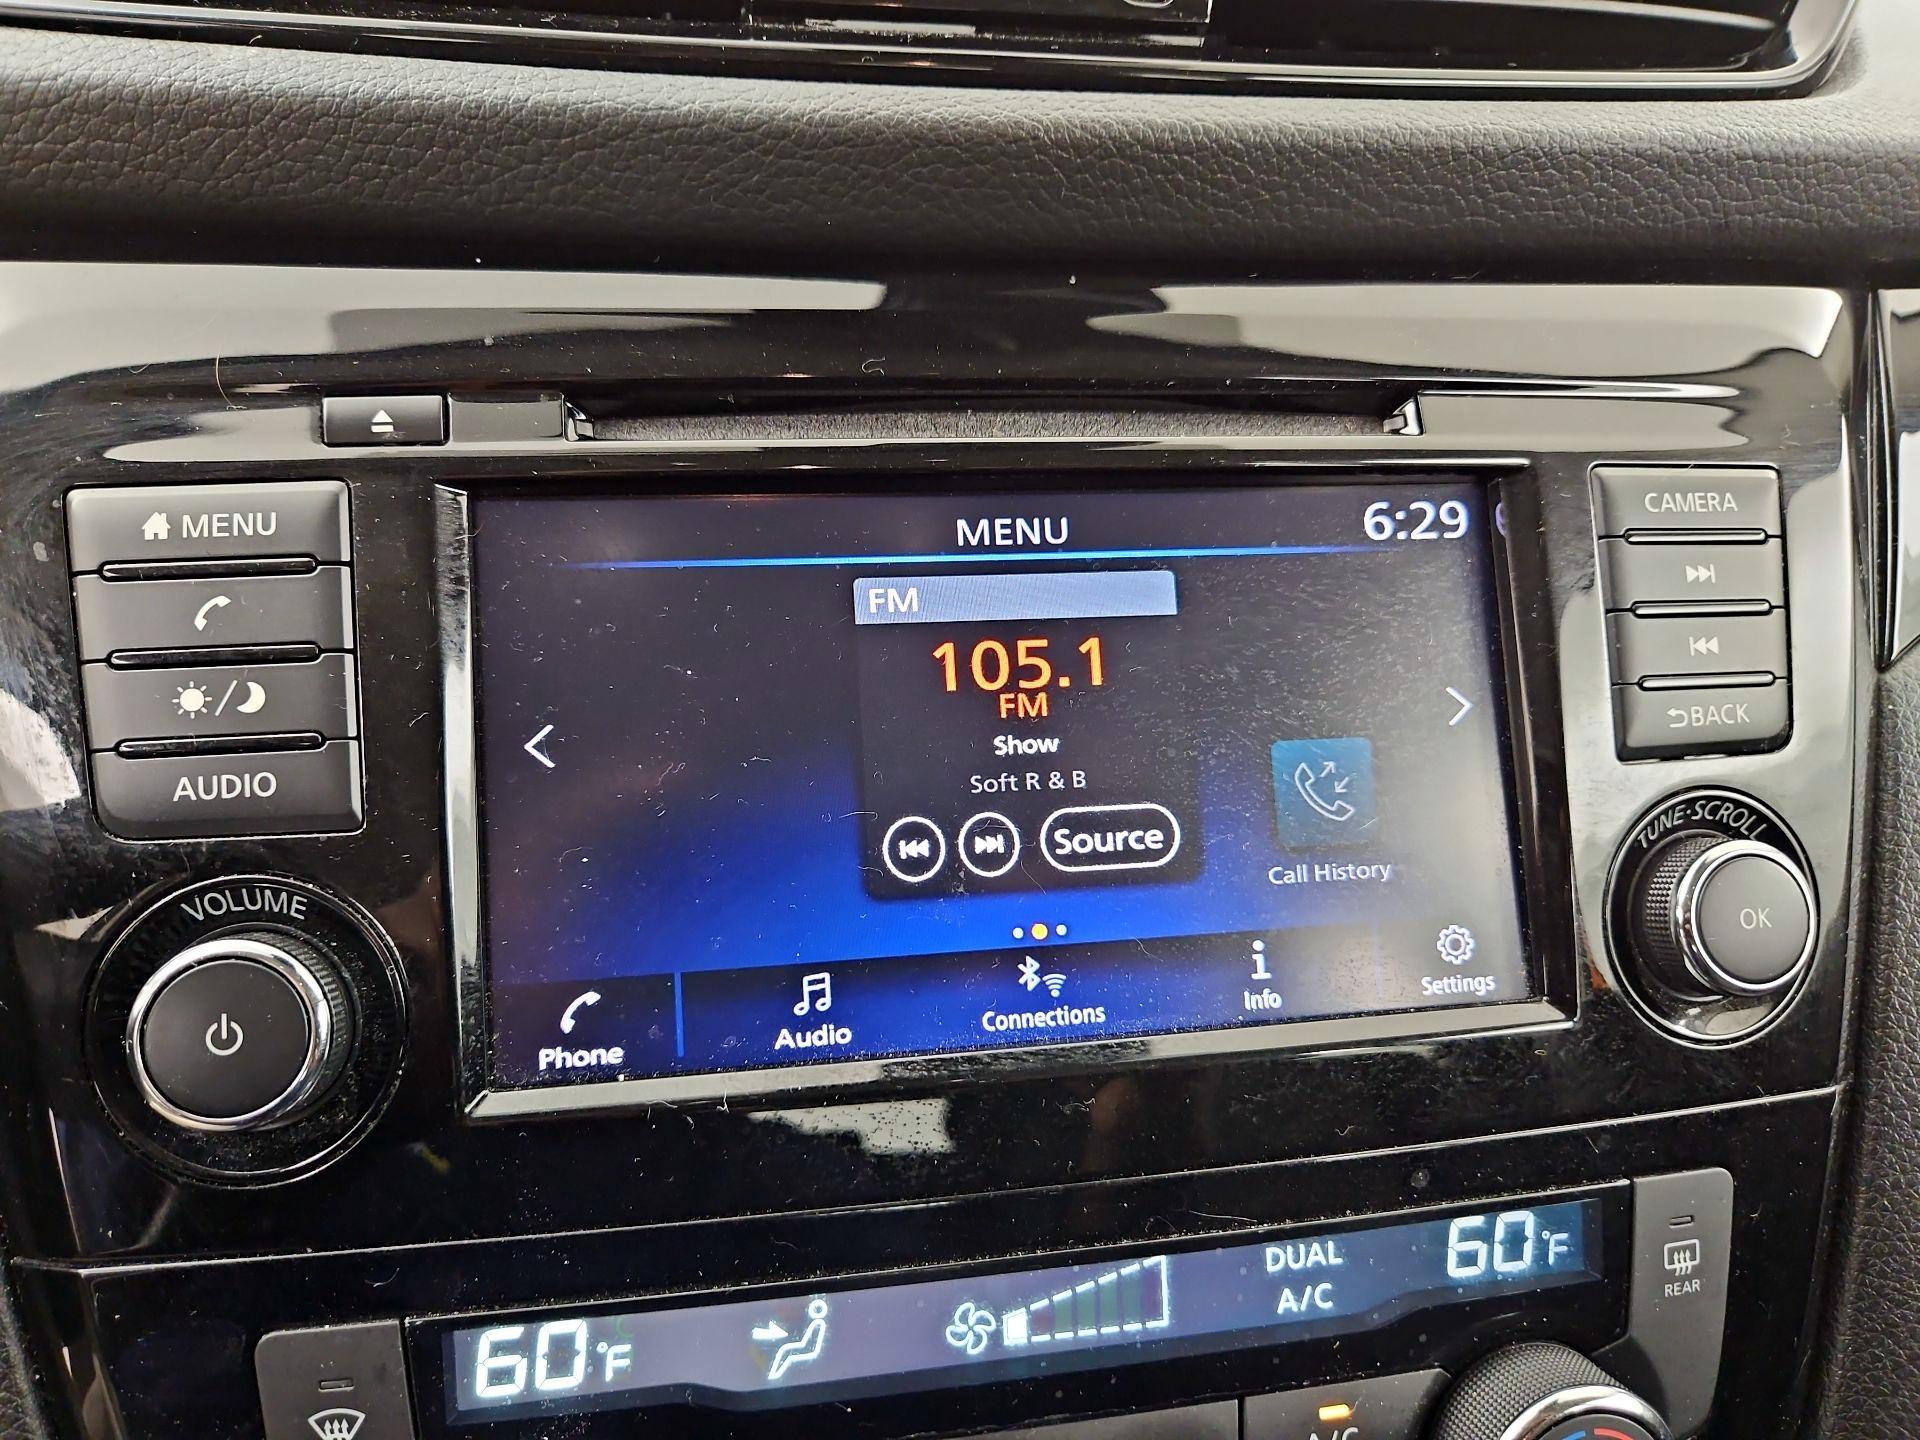 MENU
AUDIO
VOLUME
MENU
6:29
FM
105.1
FM
Show
Soft R & B
Source
Call History
Phone
Audio
Connections
Info
Settings
CAMERA
BACK
TUNE·SCROLL
OK
60°F
DUAL
A/C
60°F
REAR
A/C